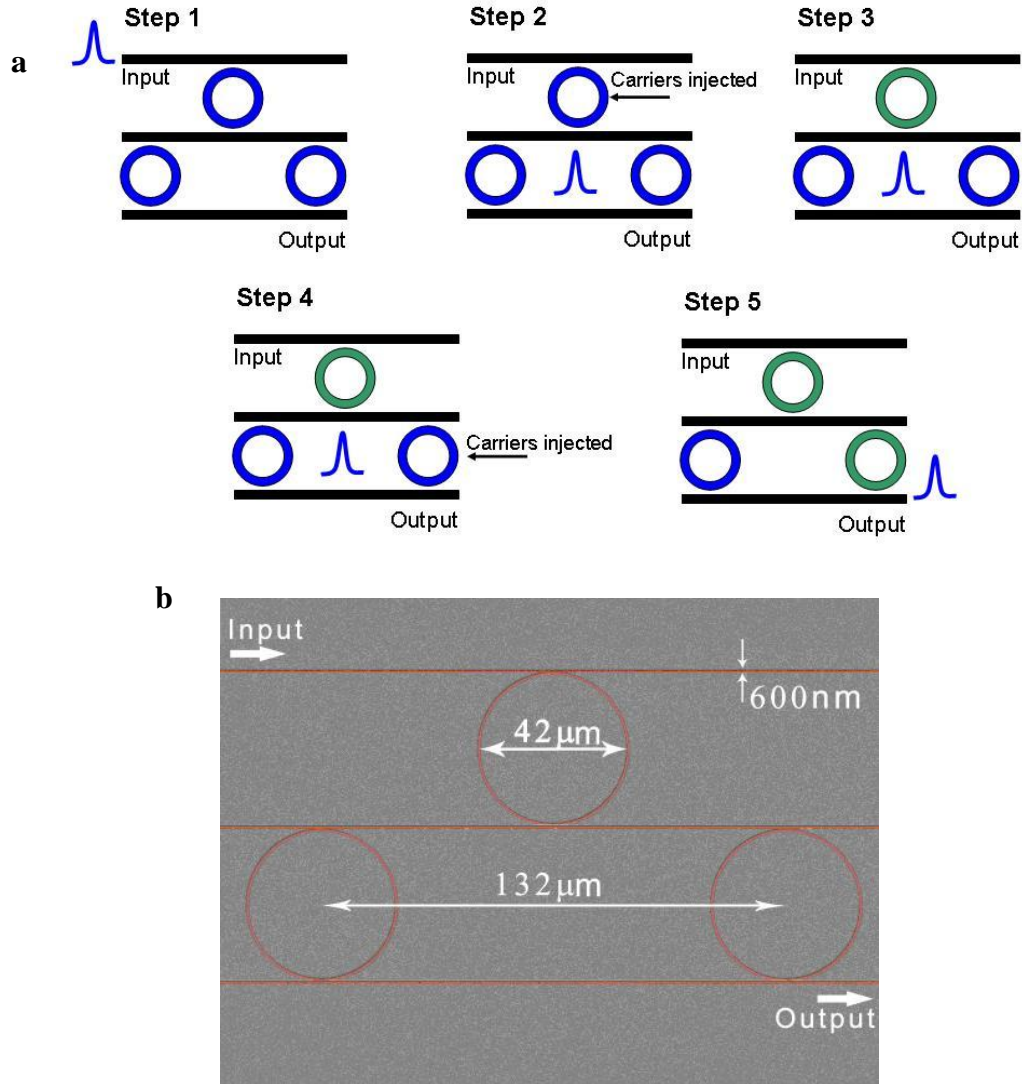 Step 1
Step 2
Step 3
a
Input
Input
Carriers injected
Input
Output
Output
Output
Step 4
Step 5
Input
Input
Carriers injected
Output
Output
b
Input
600nm
42μm
132μm
Output